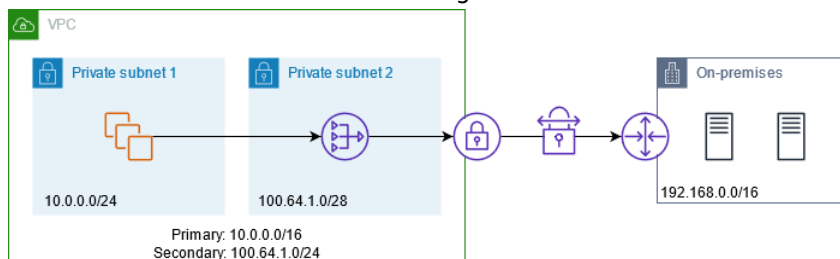 VPC
Private subnet 1
Private subnet 2
On-premises
10.0.0.0/24
100.64.1.0/28
192.168.0.0/16
Primary: 10.0.0.0/16
Secondary: 100.64.1.0/24